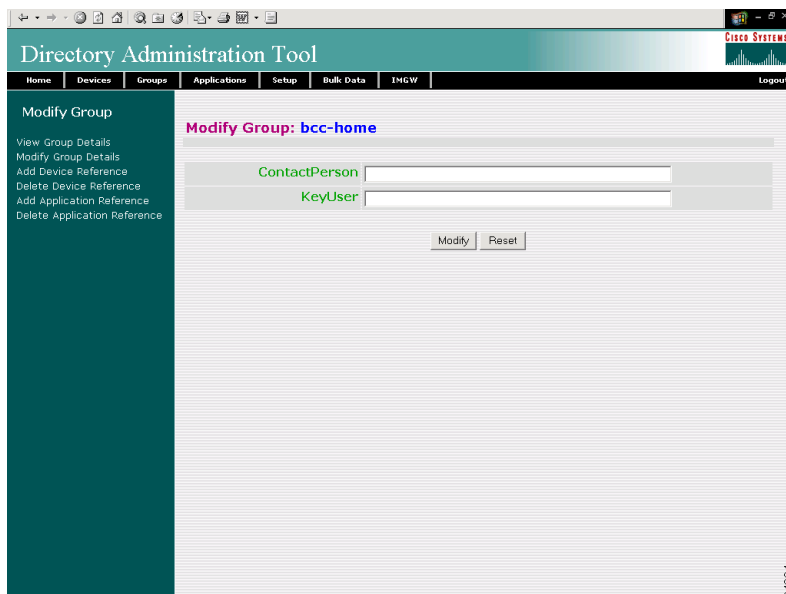 CISCO SYSTEMS
Directory Administration Tool
Home Devices Groups Applications Setup Bulk Data IMGW Logout
Modify Group
View Group Details
Modify Group Details
Add Device Reference
Delete Device Reference
Add Application Reference
Delete Application Reference
Modify Group: bcc-home
ContactPerson
KeyUser
Modify Reset